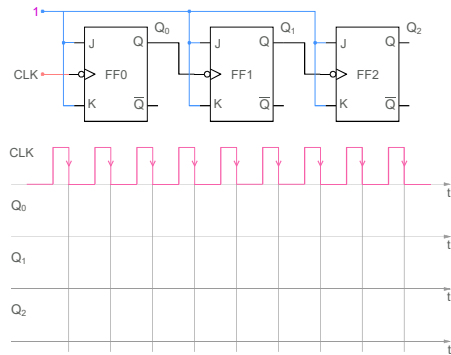 1 Q0 Q1 Q2
J Q J Q J Q
CLK FF0 FF1 FF2
K Q̅ K Q̅ K Q̅
CLK
t
Q0
t
Q1
t
Q2
t